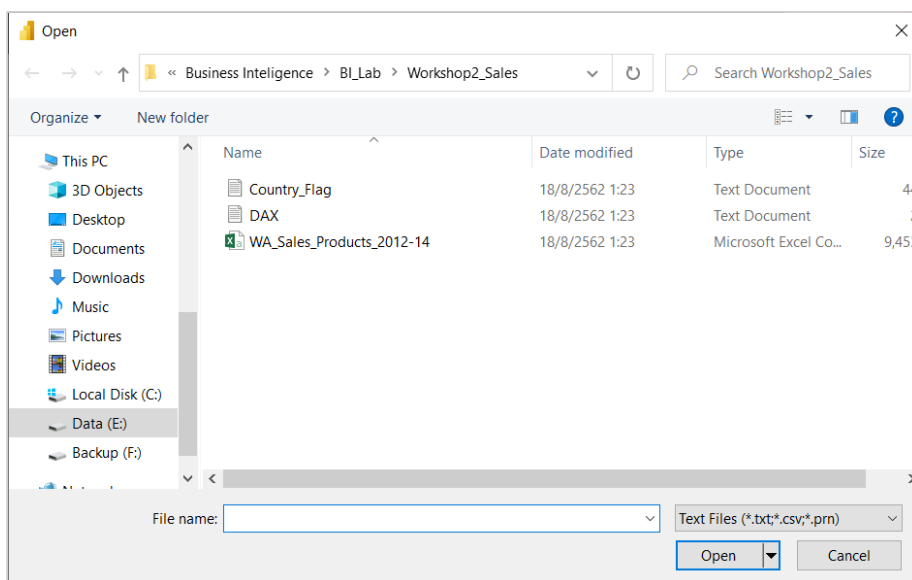 Open
« Business Inteligence > BI_Lab > Workshop2_Sales
Search Workshop2_Sales
Organize
New folder
Name
Date modified
Type
Size
This PC
3D Objects
Desktop
Documents
Downloads
Music
Pictures
Videos
Local Disk (C:)
Data (E:)
Backup (F:)
Country_Flag 18/8/2562 1:23 Text Document
DAX 18/8/2562 1:23 Text Document
WA_Sales_Products_2012-14 18/8/2562 1:23 Microsoft Excel Co...
File name:
Text Files (*.txt;*.csv;*.prn)
Open
Cancel